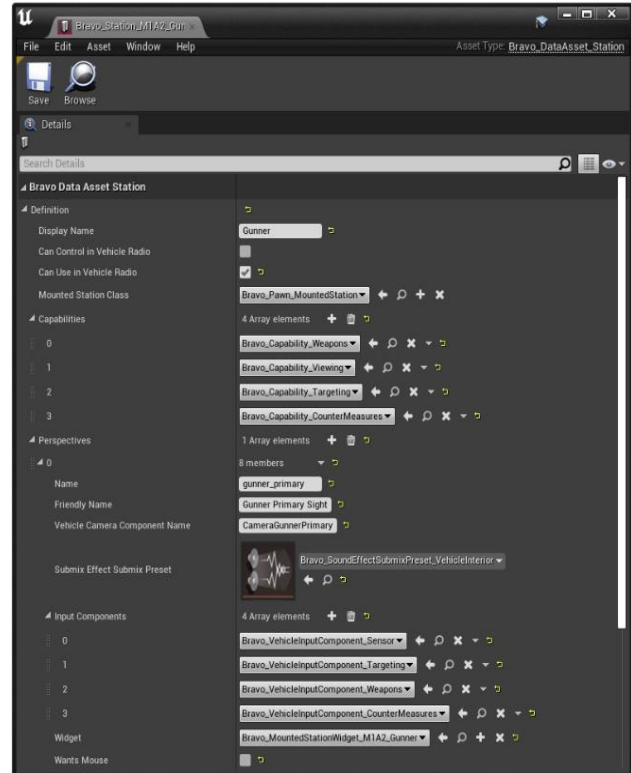 Bravo_Station_M1A2_Gun
File Edit Asset Window Help Asset Type: Bravo_DataAsset_Station
Save Browse
Details
Search Details
Bravo Data Asset Station
Definition
Display Name Gunner
Can Control in Vehicle Radio
Can Use in Vehicle Radio
Mounted Station Class Bravo_Pawn_MountedStation
Capabilities 4 Array elements
0 Bravo_Capability_Weapons
1 Bravo_Capability_Viewing
2 Bravo_Capability_Targeting
3 Bravo_Capability_CounterMeasures
Perspectives 1 Array elements
0 8 members
Name gunner_primary
Friendly Name Gunner Primary Sight
Vehicle Camera Component Name CameraGunnerPrimary
Submix Effect Submix Preset Bravo_SoundEffectSubmixPreset_VehicleInterior
Input Components 4 Array elements
0 Bravo_VehicleInputComponent_Sensor
1 Bravo_VehicleInputComponent_Targeting
2 Bravo_VehicleInputComponent_Weapons
3 Bravo_VehicleInputComponent_CounterMeasures
Widget Bravo_MountedStationWidget_M1A2_Gunner
Wants Mouse